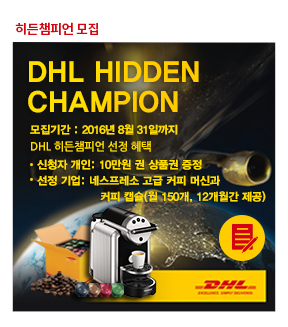 히든챔피언 모집
DHL HIDDEN
CHAMPION
모집기간 : 2016년 8월 31일까지
DHL 히든챔피언 선정 혜택
• 신청자 개인: 10만원 권 상품권 증정
• 선정 기업: 네스프레소 고급 커피 머신과
커피 캡슐(월 150개, 12개월간 제공)
DHL
EXCELLENCE. SIMPLY DELIVERED.